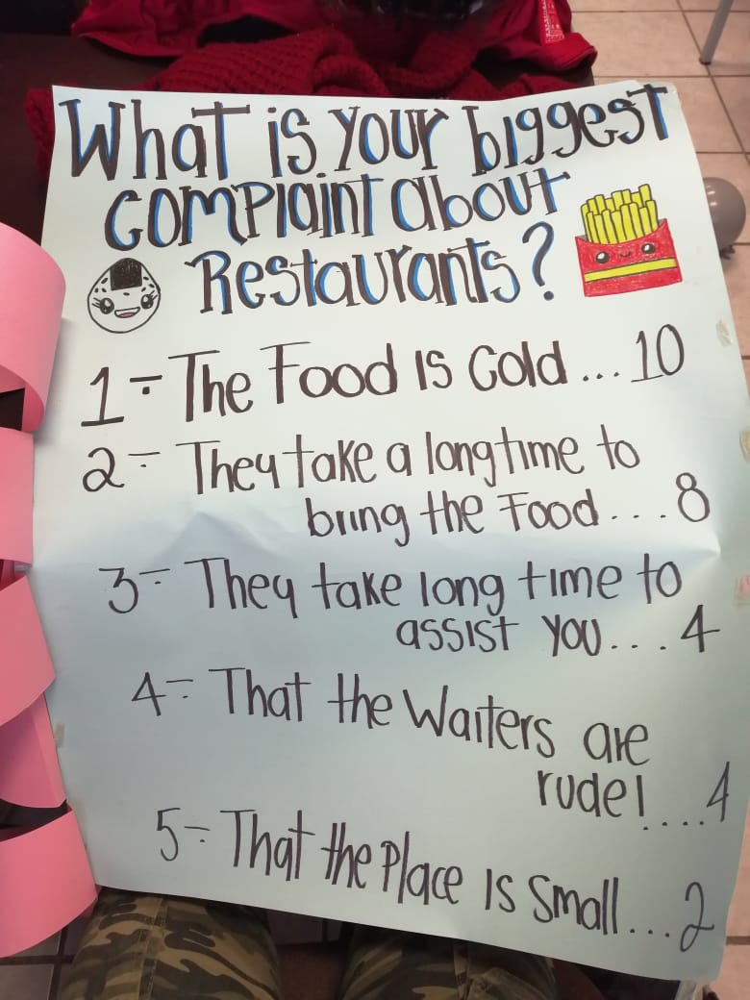 What is your biggest
complaint about
Restaurants?
1- The Food is Cold...10
2- They take a long time to
bring the Food....8
3- They take long time to
assist you....4
4- That the Waiters are
rude!....4
5- That the Place is Small...2